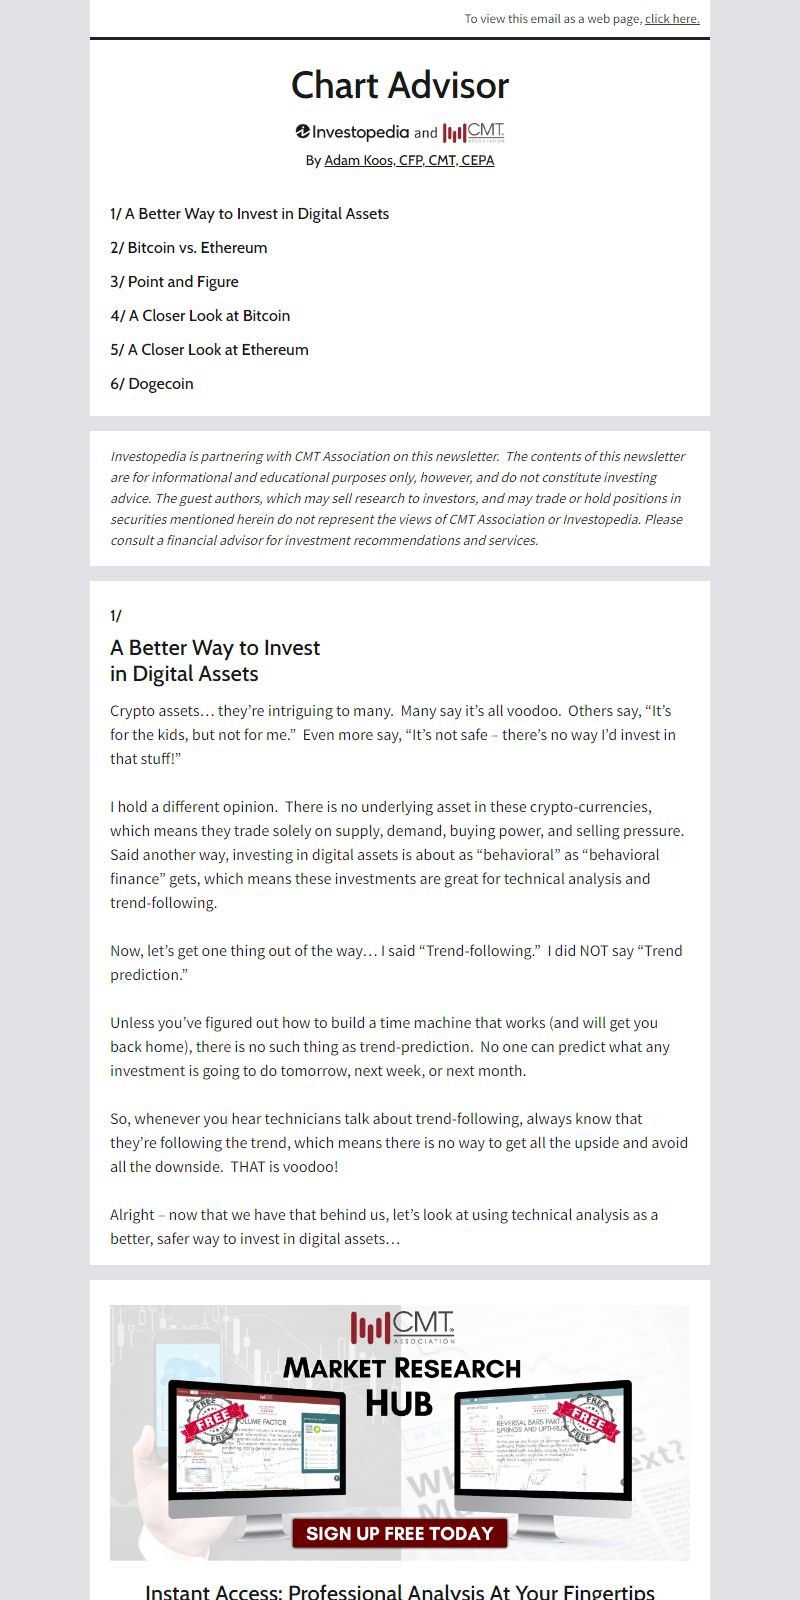 To view this email as a web page, click here.
Chart Advisor
Investopedia and CMT.
ASSOCIATION
By Adam Koos, CFP, CMT, CEPA
1/ A Better Way to Invest in Digital Assets
2/ Bitcoin vs. Ethereum
3/ Point and Figure
4/ A Closer Look at Bitcoin
5/ A Closer Look at Ethereum
6/ Dogecoin
Investopedia is partnering with CMT Association on this newsletter. The contents of this newsletter
are for informational and educational purposes only, however, and do not constitute investing
advice. The guest authors, which may sell research to investors, and may trade or hold positions in
securities mentioned herein do not represent the views of CMT Association or Investopedia. Please
consult a financial advisor for investment recommendations and services.
1/
A Better Way to Invest
in Digital Assets
Crypto assets… they’re intriguing to many. Many say it’s all voodoo. Others say, “It’s
for the kids, but not for me.” Even more say, “It’s not safe – there’s no way I’d invest in
that stuff!”
I hold a different opinion. There is no underlying asset in these crypto-currencies,
which means they trade solely on supply, demand, buying power, and selling pressure.
Said another way, investing in digital assets is about as “behavioral” as “behavioral
finance” gets, which means these investments are great for technical analysis and
trend-following.
Now, let’s get one thing out of the way… I said “Trend-following.” I did NOT say “Trend
prediction.”
Unless you’ve figured out how to build a time machine that works (and will get you
back home), there is no such thing as trend-prediction. No one can predict what any
investment is going to do tomorrow, next week, or next month.
So, whenever you hear technicians talk about trend-following, always know that
they’re following the trend, which means there is no way to get all the upside and avoid
all the downside. THAT is voodoo!
Alright – now that we have that behind us, let’s look at using technical analysis as a
better, safer way to invest in digital assets…
CMT.
ASSOCIATION
MARKET RESEARCH
HUB
FREE
FREE
FREE
VOLUME FACTOR
REVERSAL BARS PART
SPRINGS AND UPTHRU
FREE
FREE
FREE
ext?
SIGN UP FREE TODAY
Instant Access: Professional Analysis At Your Fingertips